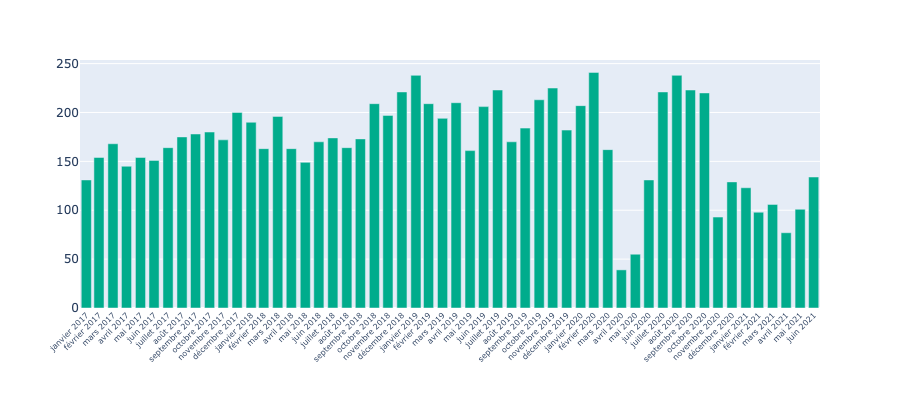 250
200
150
100
50
0
janvier 2017
février 2017
mars 2017
avril 2017
mai 2017
juin 2017
juillet 2017
août 2017
septembre 2017
octobre 2017
novembre 2017
décembre 2017
janvier 2018
février 2018
mars 2018
avril 2018
mai 2018
juin 2018
juillet 2018
août 2018
septembre 2018
octobre 2018
novembre 2018
décembre 2018
janvier 2019
février 2019
mars 2019
avril 2019
mai 2019
juin 2019
juillet 2019
août 2019
septembre 2019
octobre 2019
novembre 2019
décembre 2019
janvier 2020
février 2020
mars 2020
avril 2020
mai 2020
juin 2020
juillet 2020
août 2020
septembre 2020
octobre 2020
novembre 2020
décembre 2020
janvier 2021
février 2021
mars 2021
avril 2021
mai 2021
juin 2021